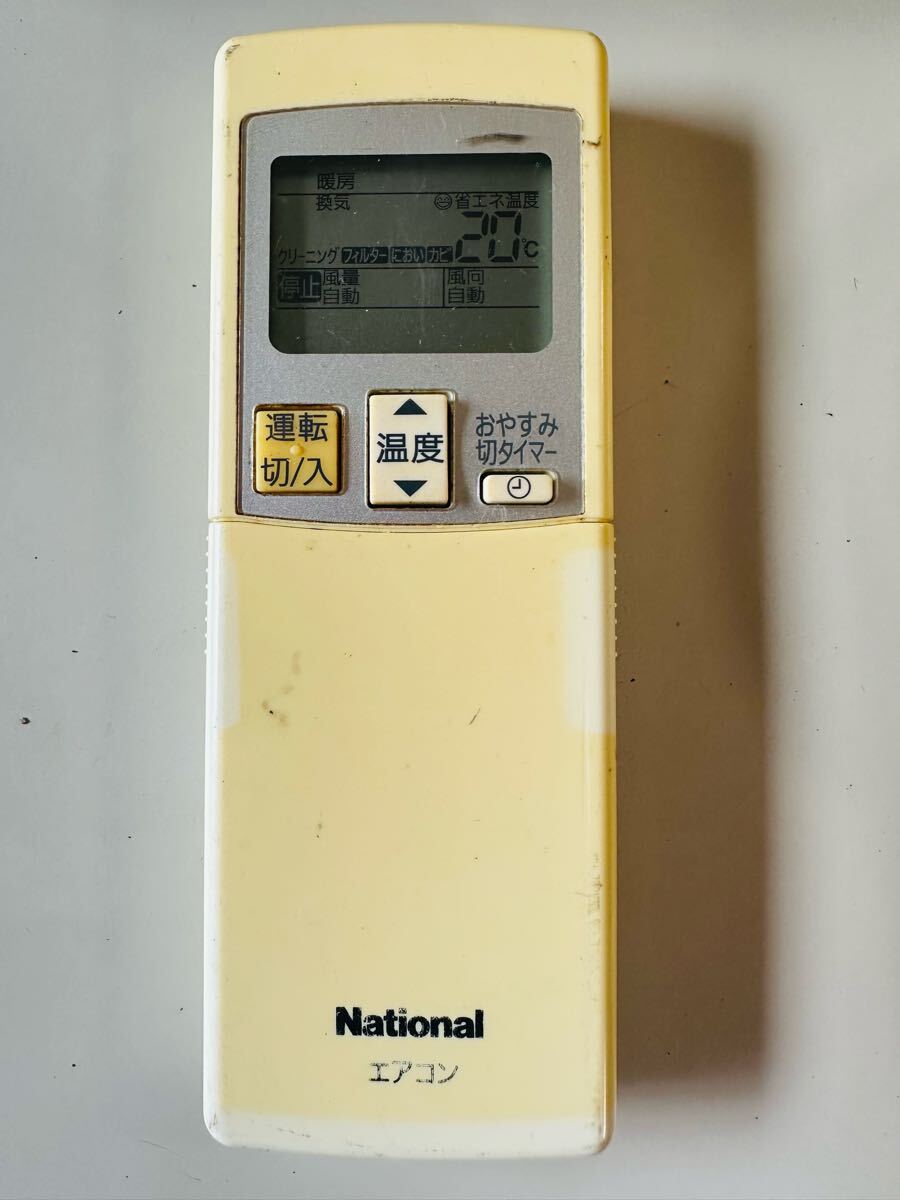 暖房
換気 省エネ温度
20℃
クリーニング フィルター におい カビ
停止 風量 風向
自動 自動
運転
切/入
温度
おやすみ
切タイマー
National
エアコン